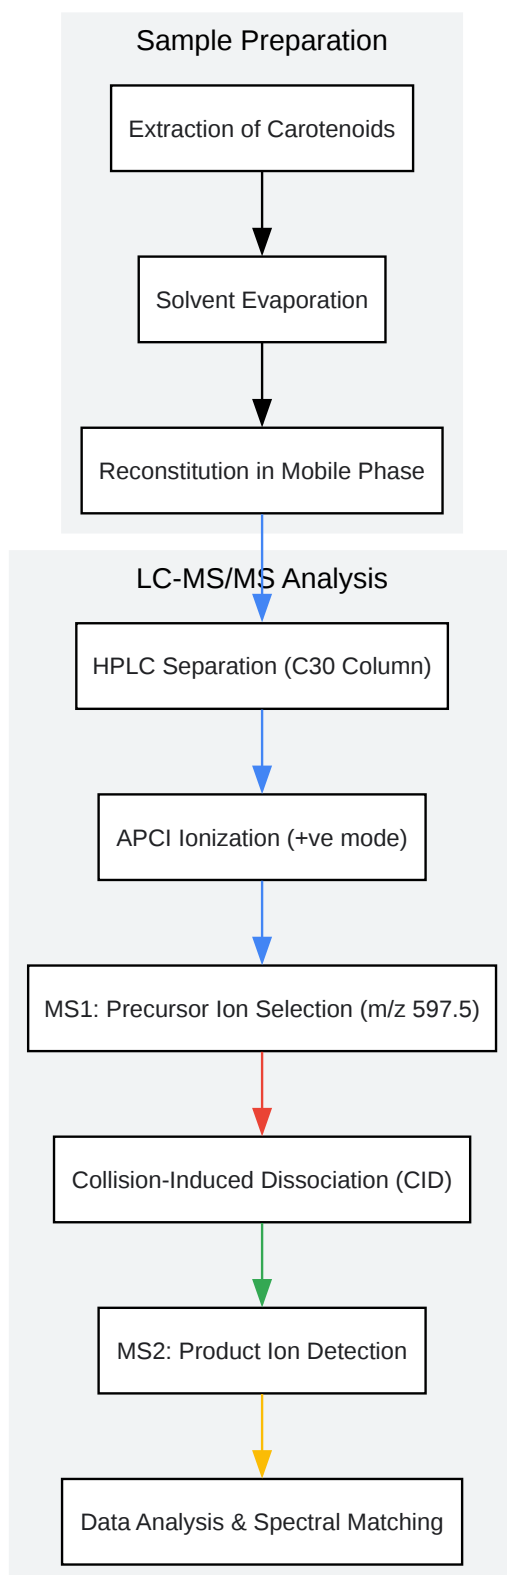 Sample Preparation
Extraction of Carotenoids
Solvent Evaporation
Reconstitution in Mobile Phase
LC-MS/MS Analysis
HPLC Separation (C30 Column)
APCI Ionization (+ve mode)
MS1: Precursor Ion Selection (m/z 597.5)
Collision-Induced Dissociation (CID)
MS2: Product Ion Detection
Data Analysis & Spectral Matching